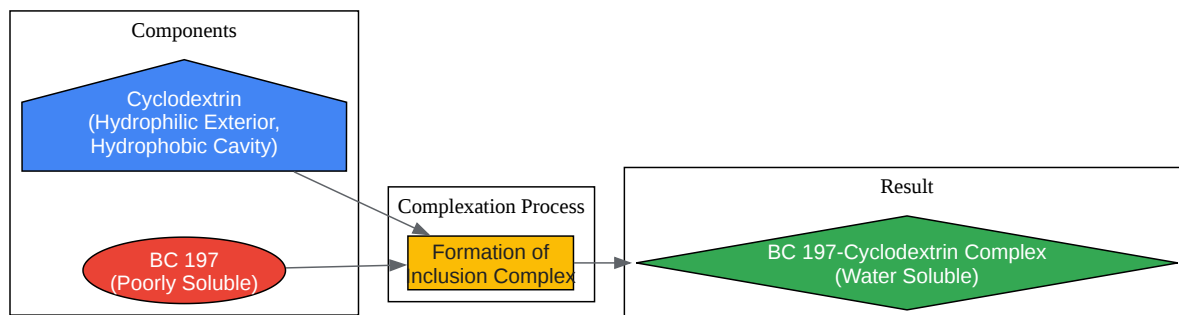 Components
Cyclodextrin
(Hydrophilic Exterior,
Hydrophobic Cavity)
BC 197
(Poorly Soluble)
Complexation Process
Formation of
Inclusion Complex
Result
BC 197-Cyclodextrin Complex
(Water Soluble)